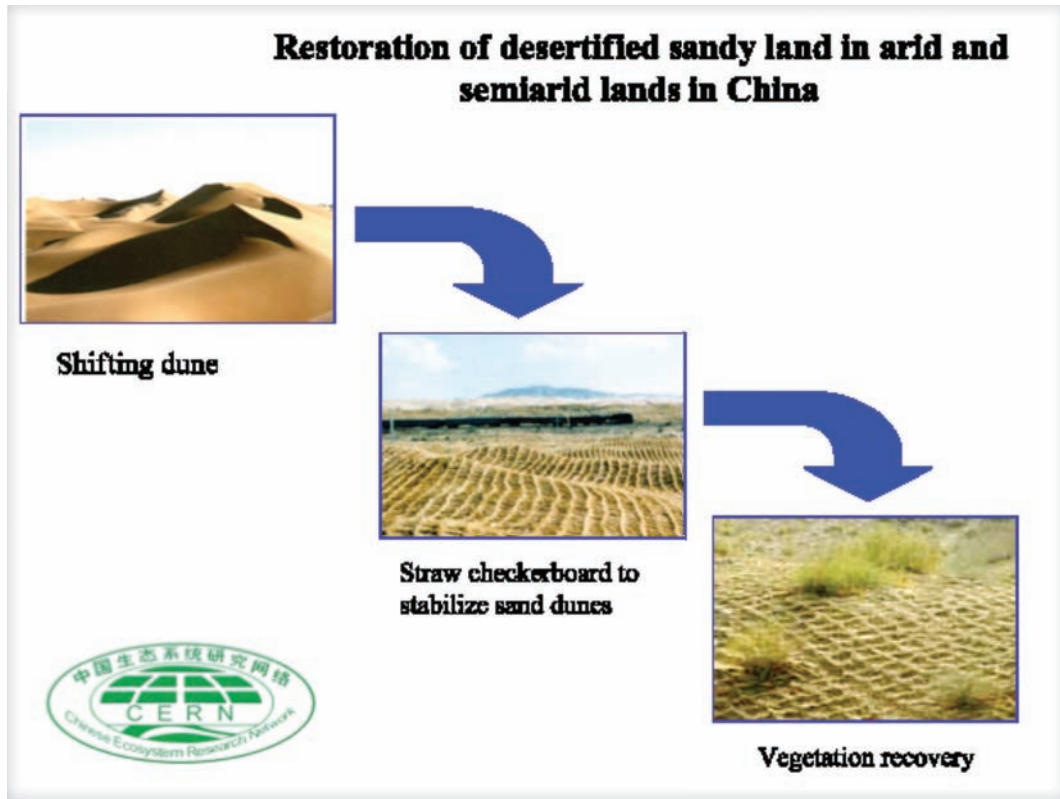 Restoration of desertified sandy land in arid and
semiarid lands in China
Shifting dune
Straw checkerboard to
stabilize sand dunes
Vegetation recovery
中国生态系统研究网络
CERN
Chinese Ecosystem Research Network